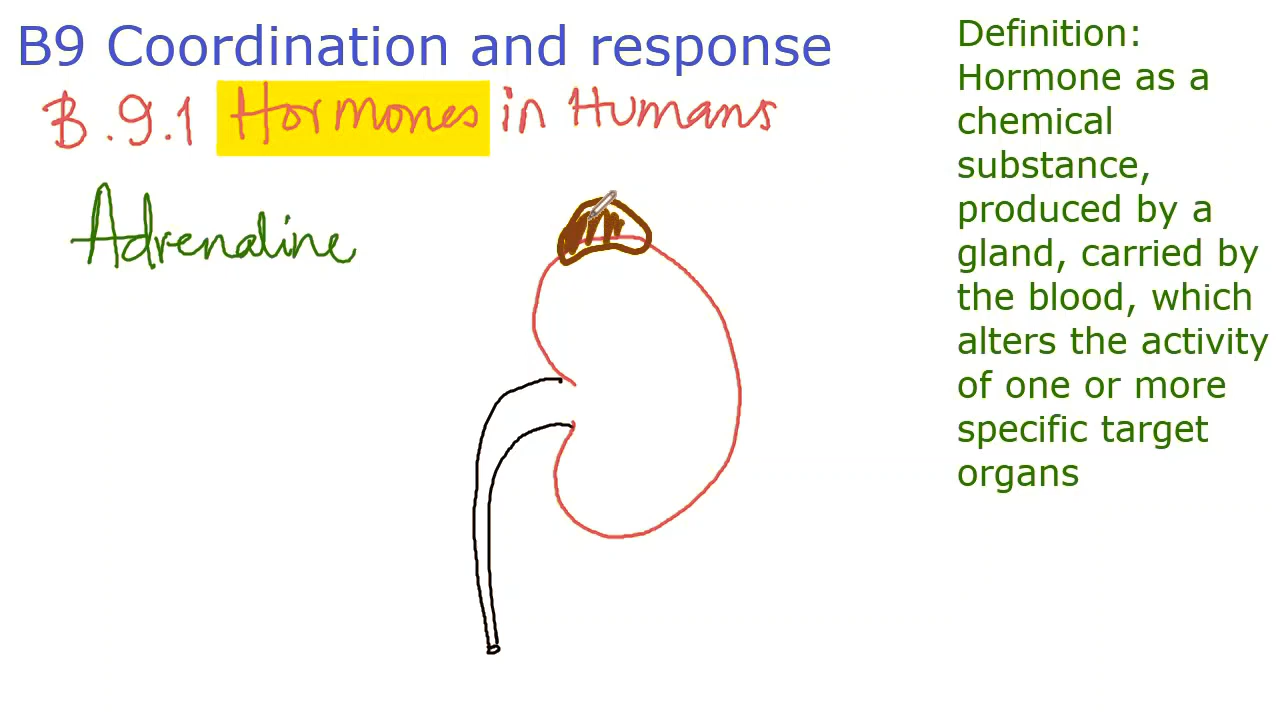 B9 Coordination and response
B.9.1 Hormones in Humans
Adrenaline
Definition:
Hormone as a
chemical
substance,
produced by a
gland, carried by
the blood, which
alters the activity
of one or more
specific target
organs